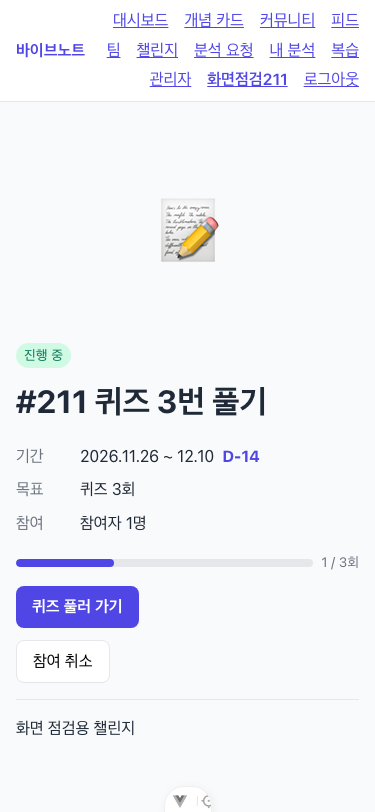 대시보드 개념 카드 커뮤니티 피드
바이브노트 팀 챌린지 분석 요청 내 분석 복습
관리자 화면점검211 로그아웃
진행 중
#211 퀴즈 3번 풀기
기간 2026.11.26 ~ 12.10 D-14
목표 퀴즈 3회
참여 참여자 1명
1 / 3회
퀴즈 풀러 가기
참여 취소
화면 점검용 챌린지